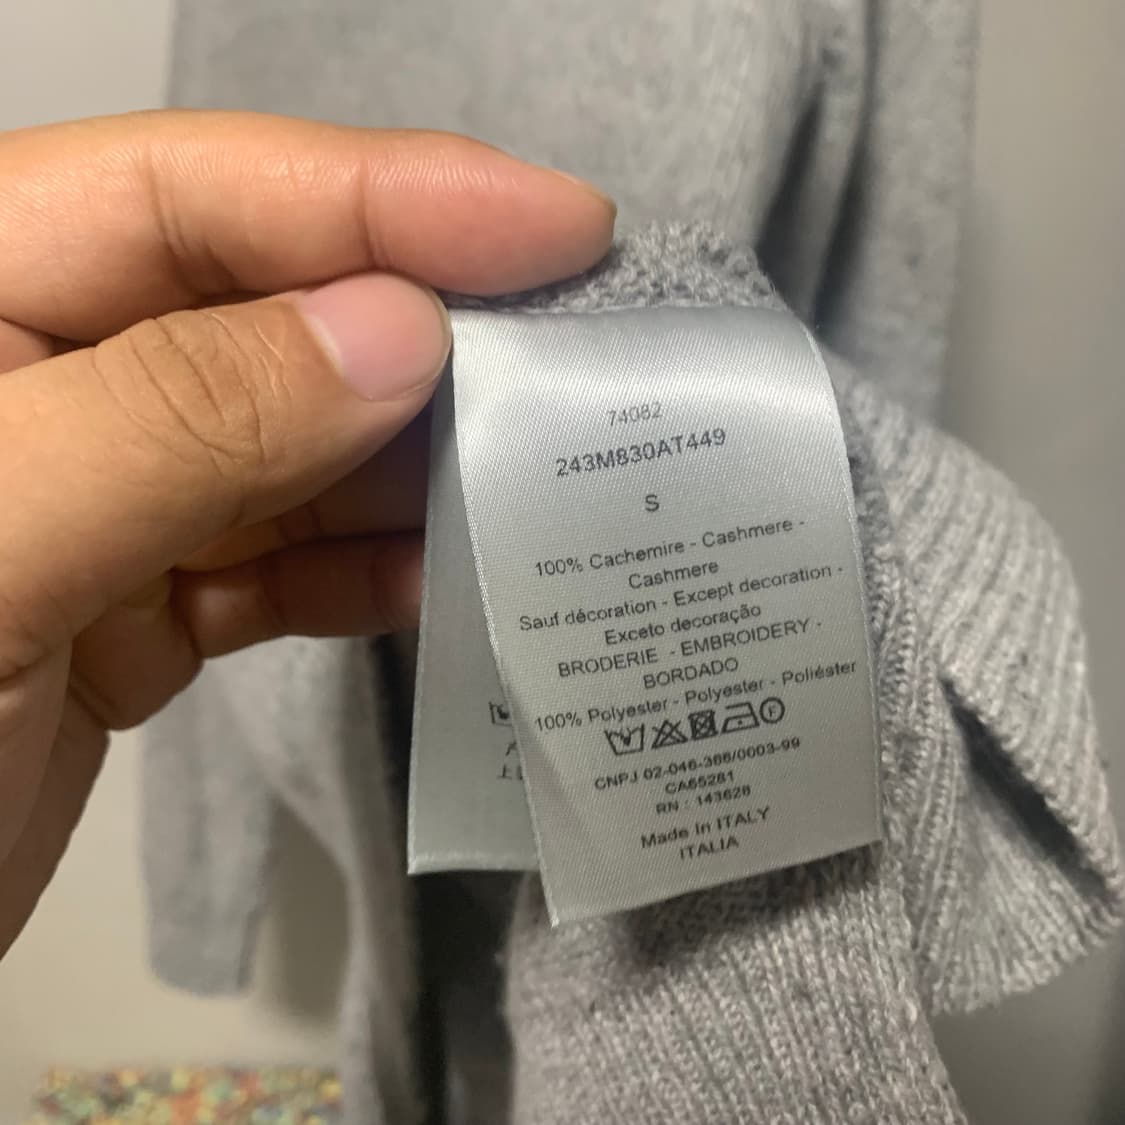 74082
243M830AT449
S
100% Cachemire - Cashmere -
Cashmere
Sauf décoration - Except decoration -
Exceto decoração
BRODERIE - EMBROIDERY -
BORDADO
100% Polyester - Polyester - Poliéster
CNPJ 02-046-366/0003-99
CA65281
RN : 143628
Made in ITALY
ITALIA